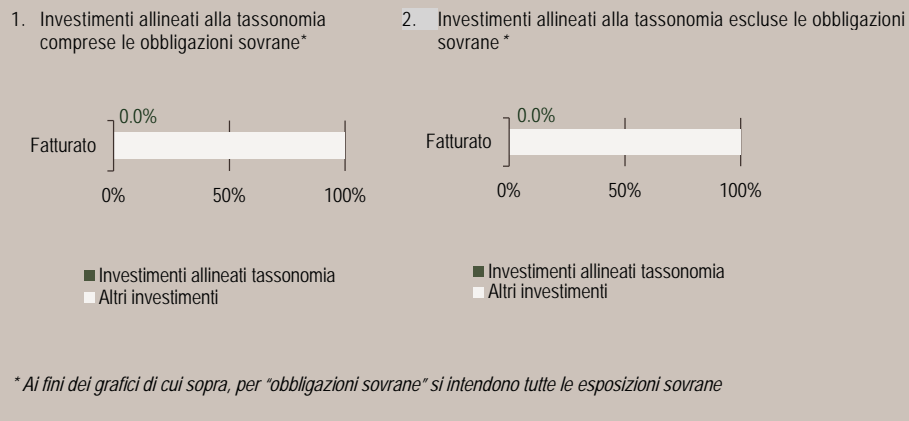 1. Investimenti allineati alla tassonomia
comprese le obbligazioni sovrane*
2. Investimenti allineati alla tassonomia escluse le obbligazioni
sovrane *
0.0%
Fatturato
0% 50% 100%
Investimenti allineati tassonomia
Altri investimenti
0.0%
Fatturato
0% 50% 100%
Investimenti allineati tassonomia
Altri investimenti
* Ai fini dei grafici di cui sopra, per “obbligazioni sovrane” si intendono tutte le esposizioni sovrane